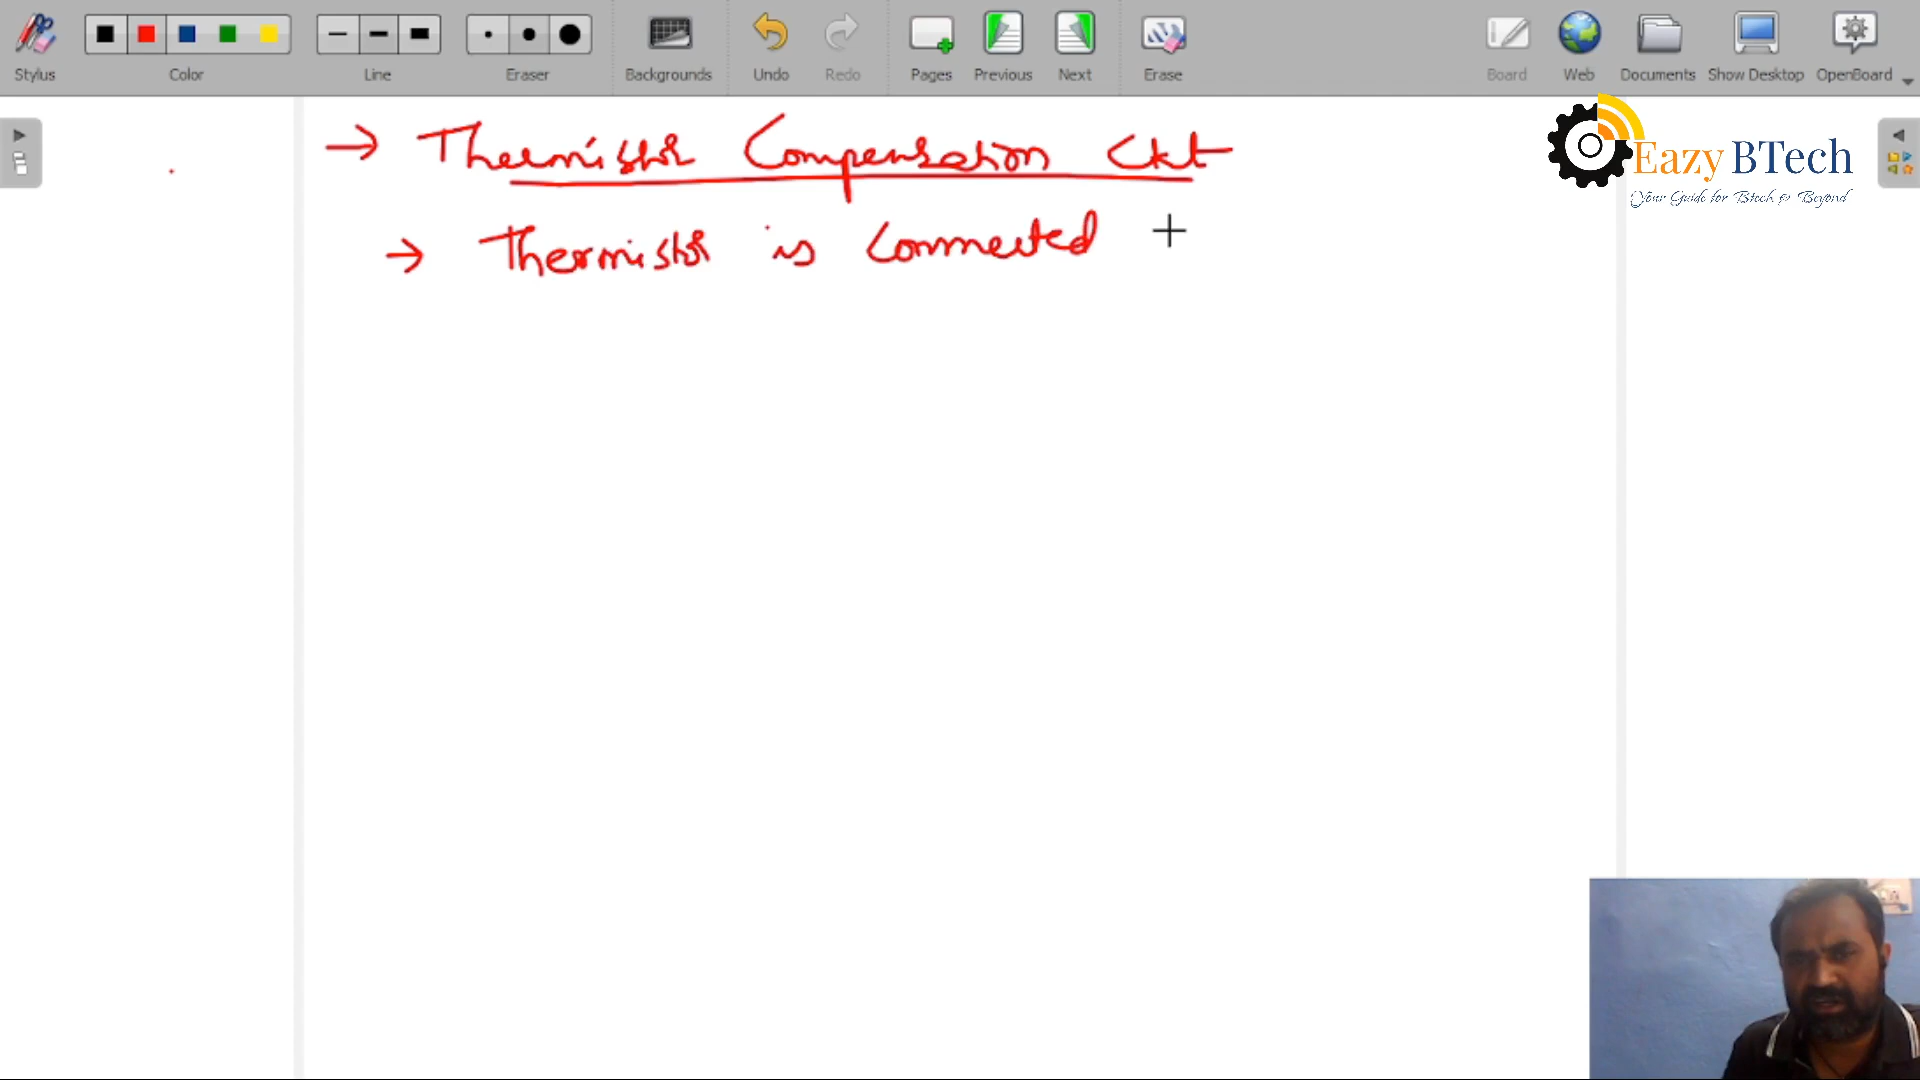 Stylus Color Line Eraser Backgrounds Undo Redo Pages Previous Next Erase Board Web Documents Show Desktop OpenBoard
→ Thermistor Compensation Ckt
Eazy BTech
Your Guide for Btech & Beyond
→ Thermistor is Connected